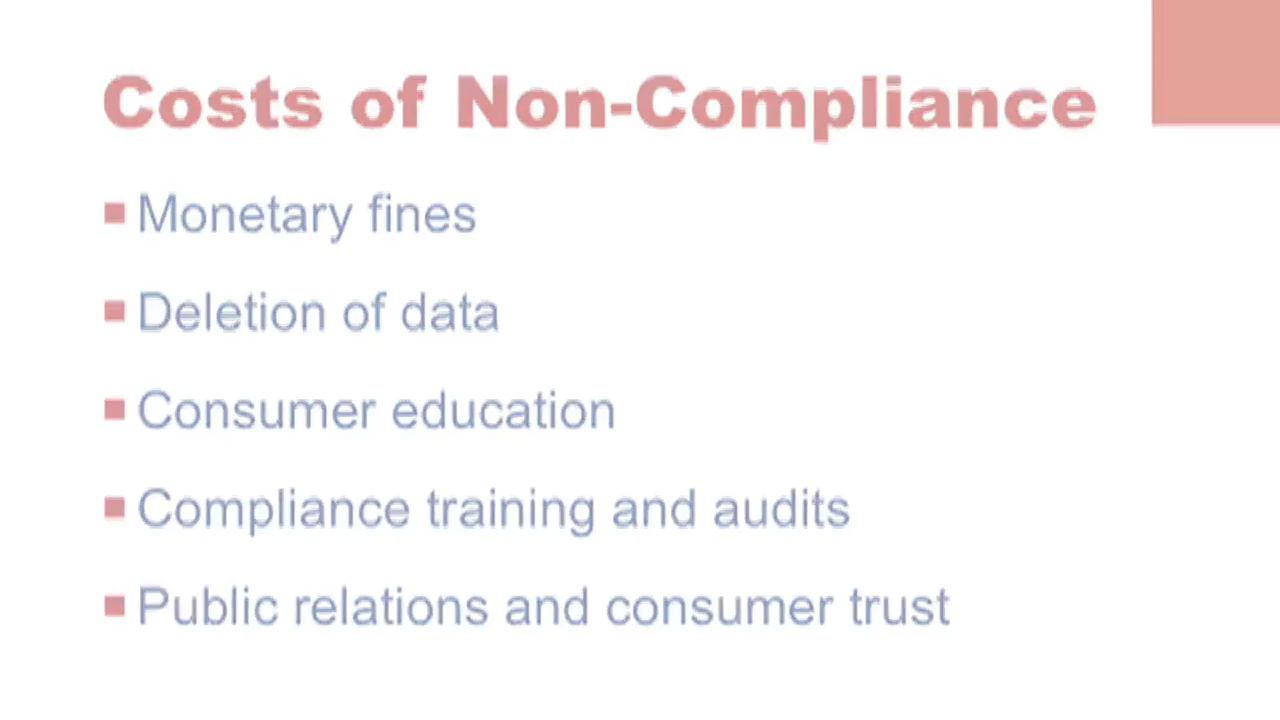 Costs of Non-Compliance
Monetary fines
Deletion of data
Consumer education
Compliance training and audits
Public relations and consumer trust